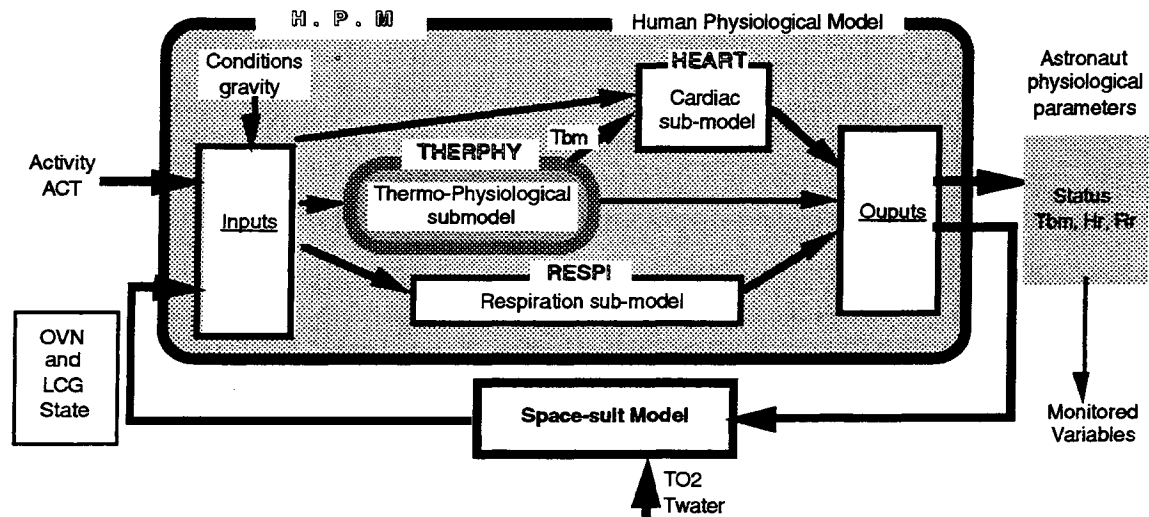 H . P . M
Human Physiological Model
Conditions
gravity
HEART
Cardiac
sub-model
Astronaut
physiological
parameters
Activity
ACT
Tbm
THERPHY
Thermo-Physiological
submodel
Inputs
Ouputs
Status
Tbm, Hr, Rr
RESPI
Respiration sub-model
OVN
and
LCG
State
Space-suit Model
Monitored
Variables
TO2
Twater